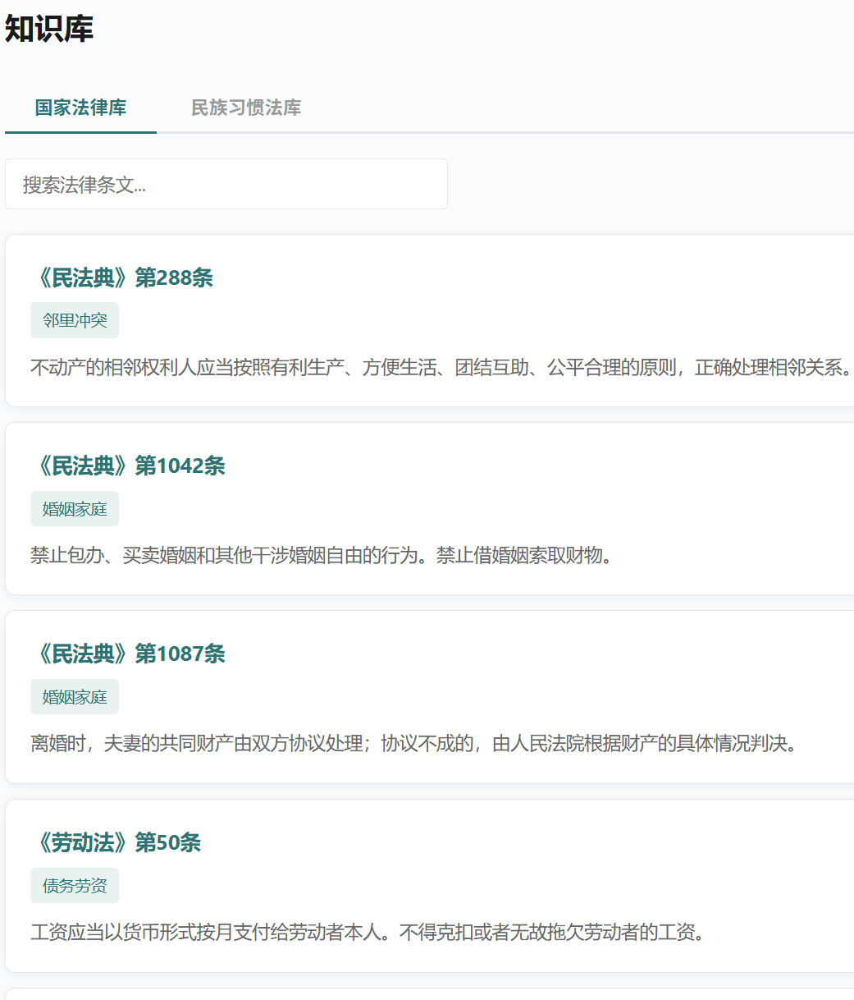 知识库
国家法律库 民族习惯法库
搜索法律条文...
《民法典》第288条
邻里冲突
不动产的相邻权利人应当按照有利生产、方便生活、团结互助、公平合理的原则，正确处理相邻关系。
《民法典》第1042条
婚姻家庭
禁止包办、买卖婚姻和其他干涉婚姻自由的行为。禁止借婚姻索取财物。
《民法典》第1087条
婚姻家庭
离婚时，夫妻的共同财产由双方协议处理；协议不成的，由人民法院根据财产的具体情况判决。
《劳动法》第50条
债务劳资
工资应当以货币形式按月支付给劳动者本人。不得克扣或者无故拖欠劳动者的工资。